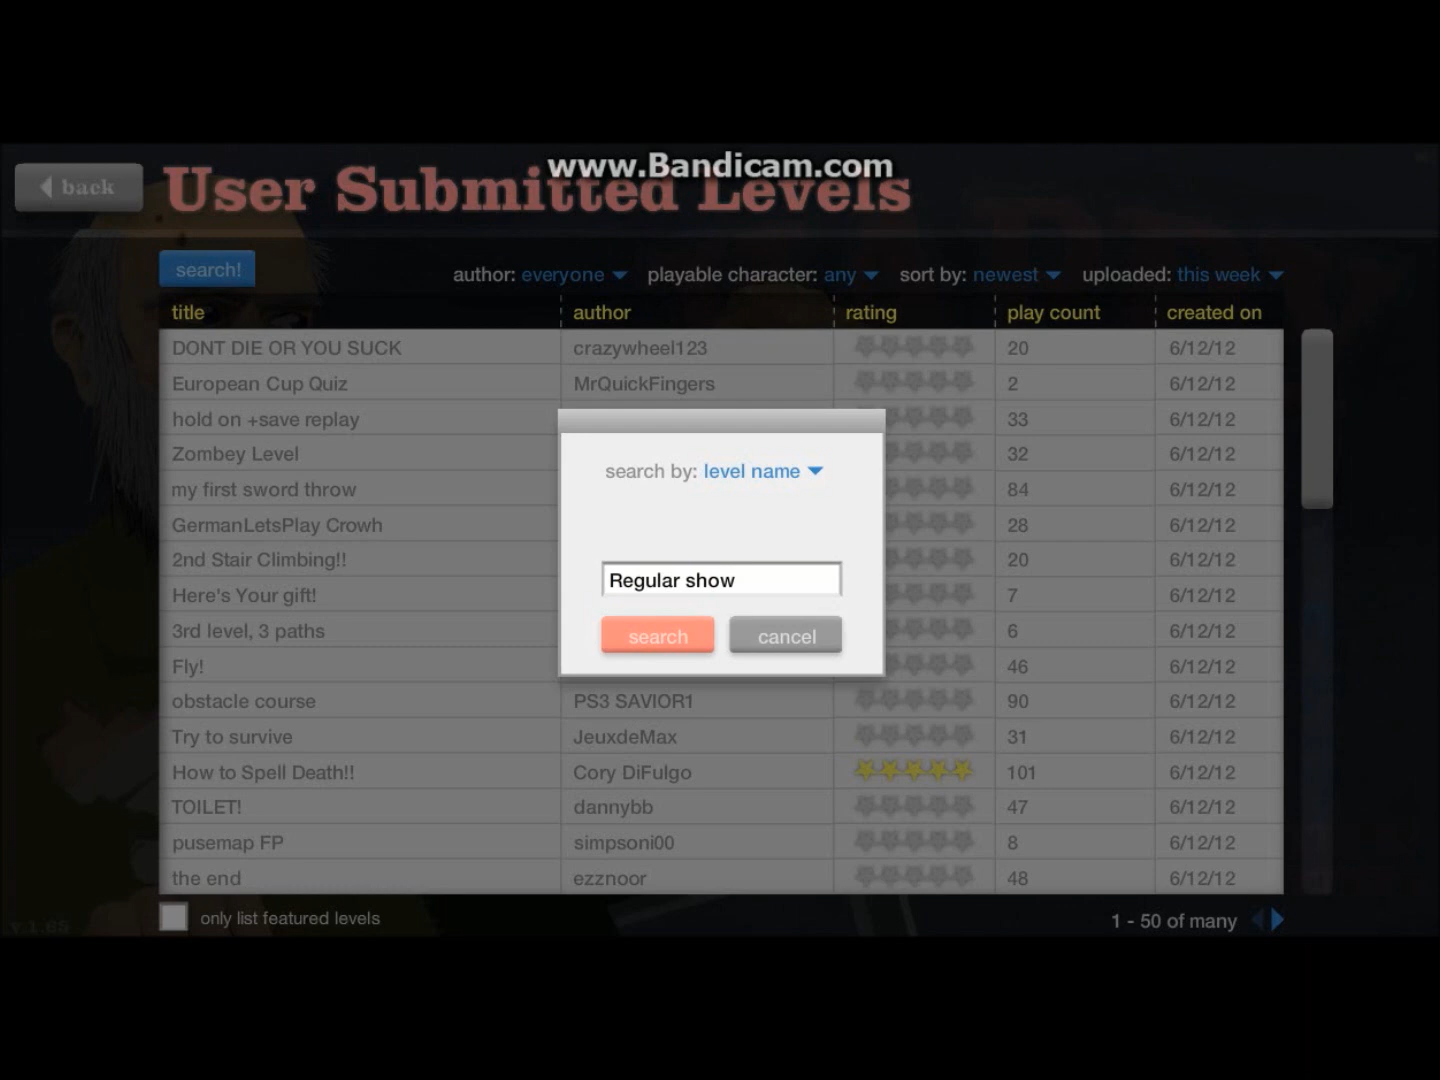 www.Bandicam.com
back
User Submitted Levels
search!
author: everyone playable character: any sort by: newest uploaded: this week
title author rating play count created on
DONT DIE OR YOU SUCK crazywheel123 20 6/12/12
European Cup Quiz MrQuickFingers 2 6/12/12
hold on +save replay 33 6/12/12
Zombey Level 32 6/12/12
my first sword throw 84 6/12/12
GermanLetsPlay Crowh 28 6/12/12
2nd Stair Climbing!! 20 6/12/12
Here's Your gift! 7 6/12/12
3rd level, 3 paths 6 6/12/12
Fly! 46 6/12/12
obstacle course PS3 SAVIOR1 90 6/12/12
Try to survive JeuxdeMax 31 6/12/12
How to Spell Death!! Cory DiFulgo 101 6/12/12
TOILET! dannybb 47 6/12/12
pusemap FP simpsoni00 8 6/12/12
the end ezznoor 48 6/12/12
search by: level name
Regular show
search cancel
only list featured levels
1 - 50 of many